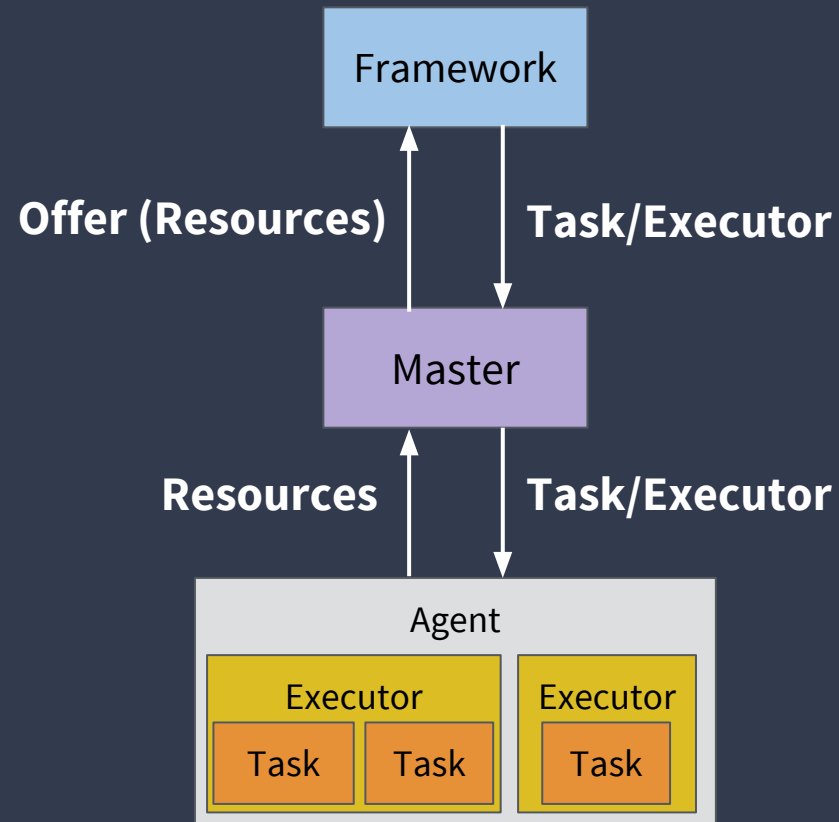 Framework
Offer (Resources)
Task/Executor
Master
Resources
Task/Executor
Agent
Executor
Executor
Task
Task
Task